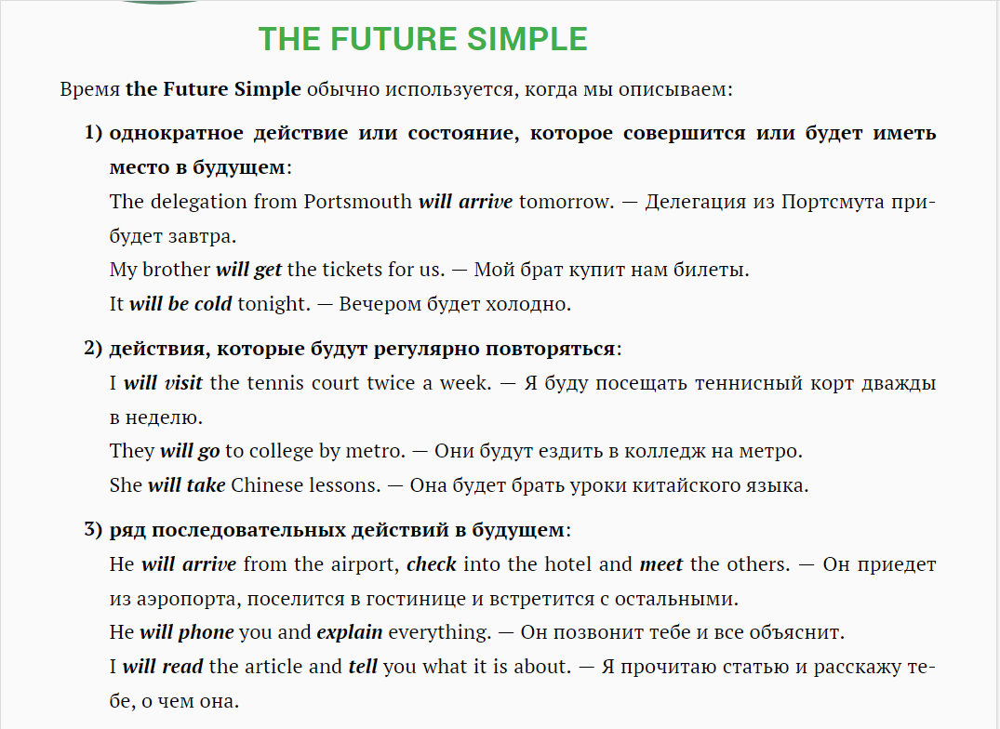 THE FUTURE SIMPLE
Время the Future Simple обычно используется, когда мы описываем:
1) однократное действие или состояние, которое совершится или будет иметь
место в будущем:
The delegation from Portsmouth will arrive tomorrow. — Делегация из Портсмута при-
будет завтра.
My brother will get the tickets for us. — Мой брат купит нам билеты.
It will be cold tonight. — Вечером будет холодно.
2) действия, которые будут регулярно повторяться:
I will visit the tennis court twice a week. — Я буду посещать теннисный корт дважды
в неделю.
They will go to college by metro. — Они будут ездить в колледж на метро.
She will take Chinese lessons. — Она будет брать уроки китайского языка.
3) ряд последовательных действий в будущем:
He will arrive from the airport, check into the hotel and meet the others. — Он приедет
из аэропорта, поселится в гостинице и встретится с остальными.
He will phone you and explain everything. — Он позвонит тебе и все объяснит.
I will read the article and tell you what it is about. — Я прочитаю статью и расскажу те-
бе, о чем она.